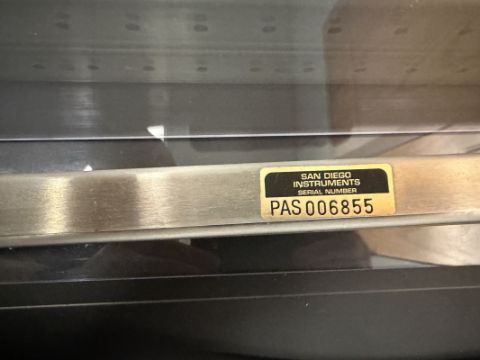 SAN DIEGO
INSTRUMENTS
SERIAL NUMBER
PAS006855